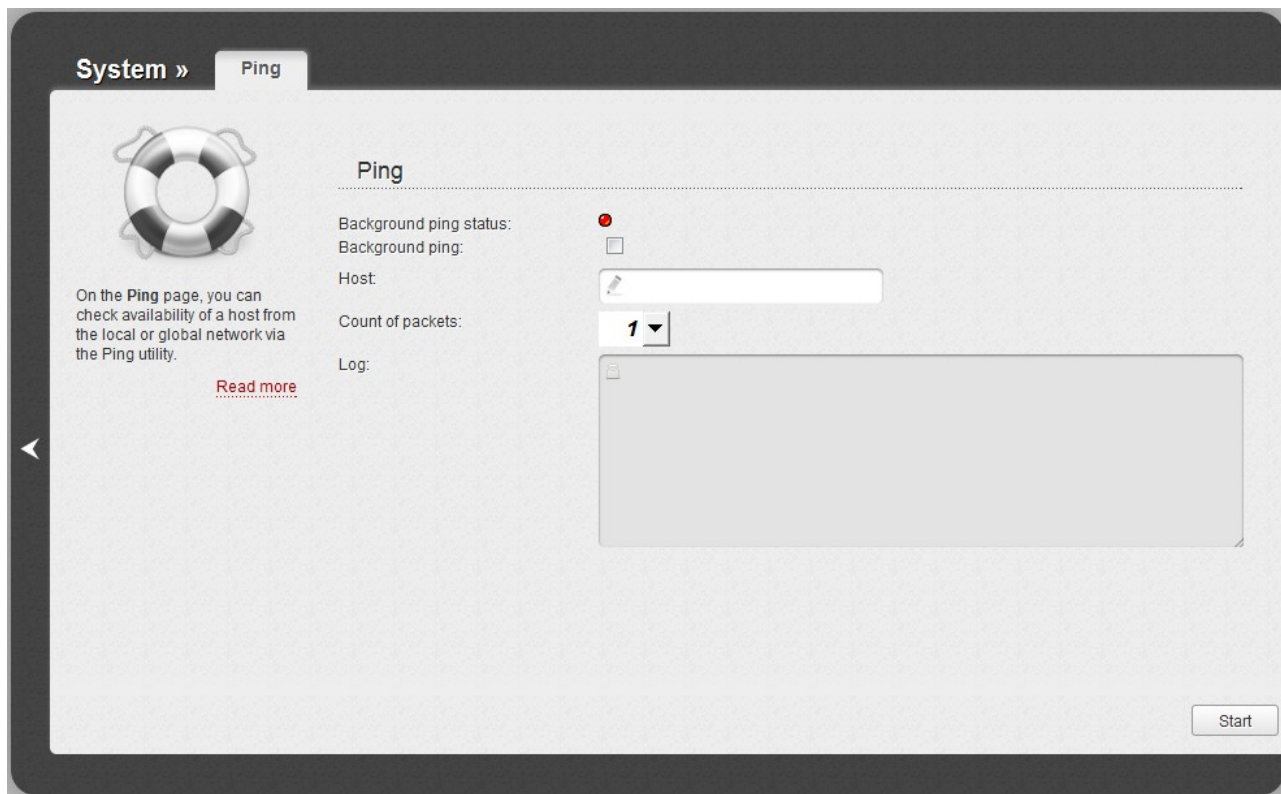 System »
Ping
On the Ping page, you can
check availability of a host from
the local or global network via
the Ping utility.
Read more
Ping
Background ping status:
Background ping:
Host:
Count of packets:
1
Log:
Start